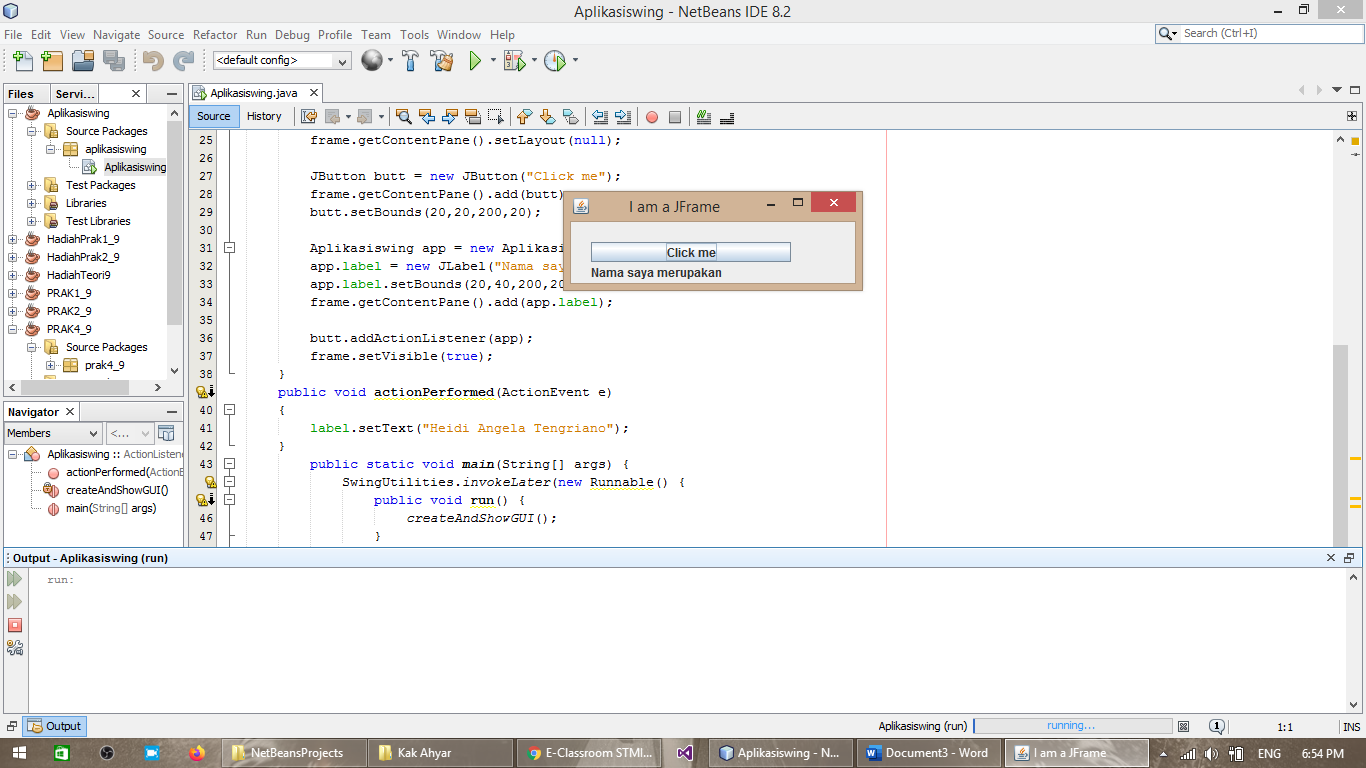 Aplikasiswing - NetBeans IDE 8.2
File Edit View Navigate Source Refactor Run Debug Profile Team Tools Window Help
Search (Ctrl+I)
<default config>
Files Servi...
Aplikasiswing.java
Source History
Aplikasiswing
Source Packages
aplikasiswing
Aplikasiswing
Test Packages
Libraries
Test Libraries
HadiahPrak1_9
HadiahPrak2_9
HadiahTeori9
PRAK1_9
PRAK2_9
PRAK4_9
Source Packages
prak4_9
Navigator
Members
<...
Aplikasiswing :: ActionListene
actionPerformed(ActionE
createAndShowGUI()
main(String[] args)
25 frame.getContentPane().setLayout(null);
26
27 JButton butt = new JButton("Click me");
28 frame.getContentPane().add(butt)
29 butt.setBounds(20,20,200,20);
30
31 Aplikasiswing app = new Aplikasi
32 app.label = new JLabel("Nama say
33 app.label.setBounds(20,40,200,20
34 frame.getContentPane().add(app.label);
35
36 butt.addActionListener(app);
37 frame.setVisible(true);
38 }
public void actionPerformed(ActionEvent e)
40 {
41 label.setText("Heidi Angela Tengriano");
42 }
43 public static void main(String[] args) {
SwingUtilities.invokeLater(new Runnable() {
public void run() {
46 createAndShowGUI();
47 }
I am a JFrame
Click me
Nama saya merupakan
Output - Aplikasiswing (run)
run:
Output
Aplikasiswing (run) running... 1 1:1 INS
NetBeansProjects Kak Ahyar E-Classroom STMI... Aplikasiswing - N... Document3 - Word I am a JFrame ENG 6:54 PM